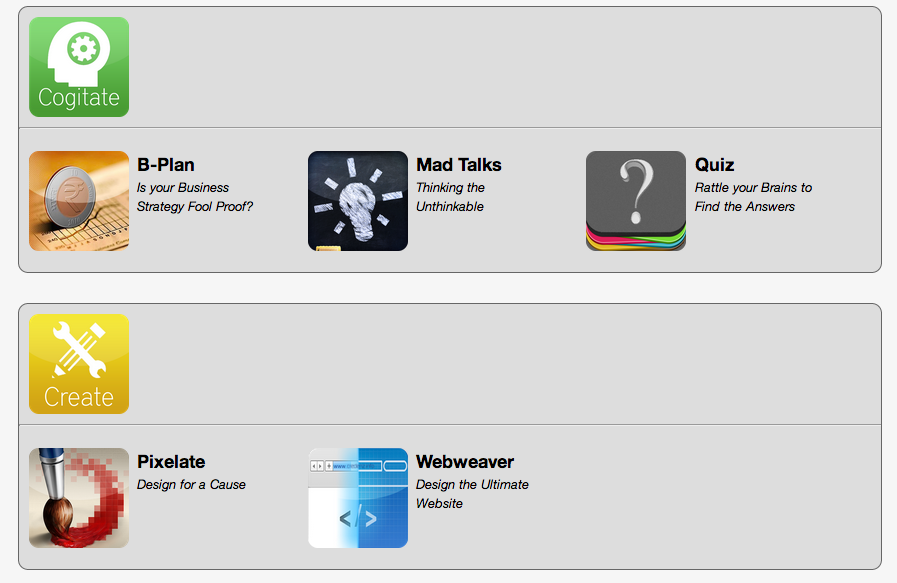 Cogitate
B-Plan
Is your Business
Strategy Fool Proof?
Mad Talks
Thinking the
Unthinkable
Quiz
Rattle your Brains to
Find the Answers
?
Create
Pixelate
Design for a Cause
Webweaver
Design the Ultimate
Website
</>